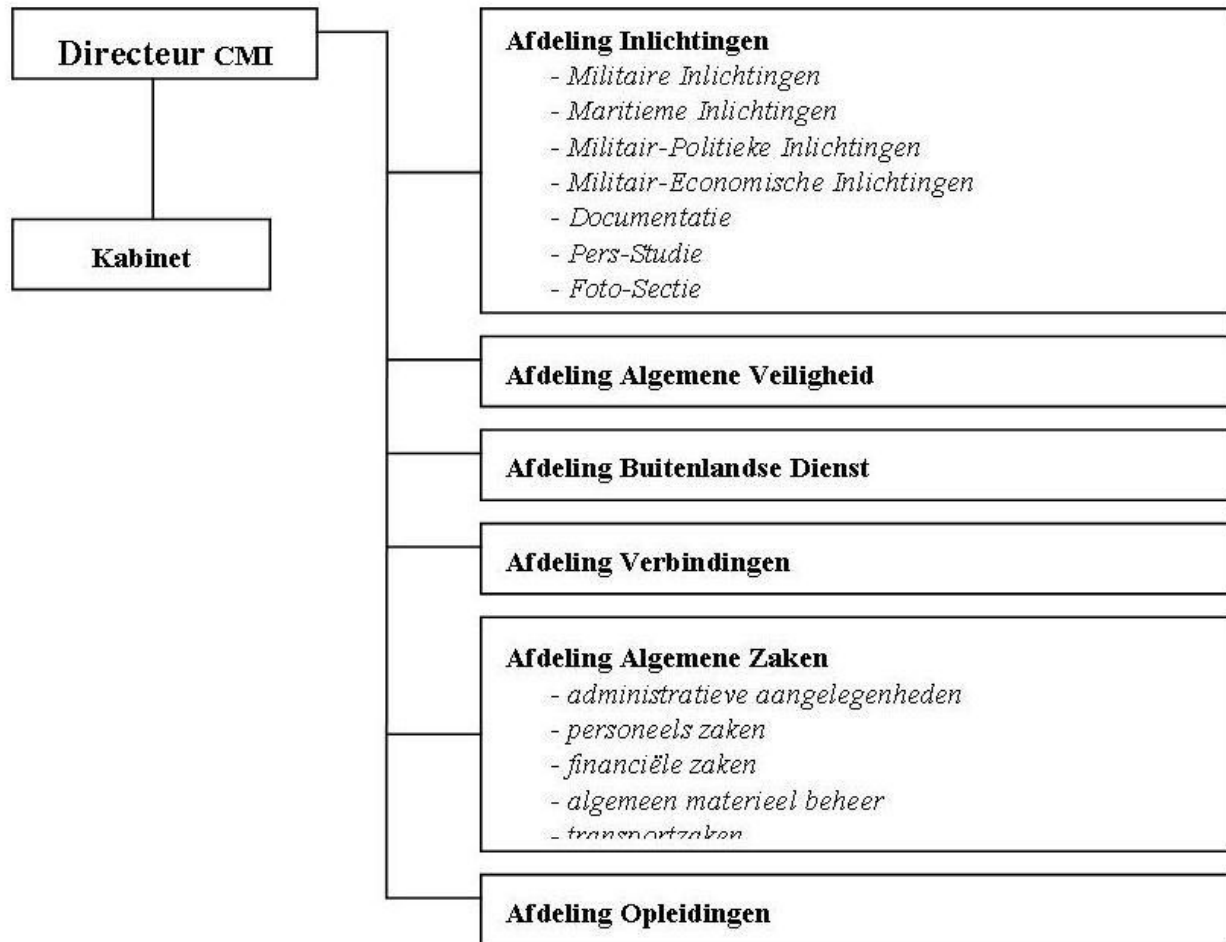 Directeur CMI
Kabinet
Afdeling Inlichtingen
- Militaire Inlichtingen
- Maritieme Inlichtingen
- Militair-Politieke Inlichtingen
- Militair-Economische Inlichtingen
- Documentatie
- Pers-Studie
- Foto-Sectie
Afdeling Algemene Veiligheid
Afdeling Buitenlandse Dienst
Afdeling Verbindingen
Afdeling Algemene Zaken
- administratieve aangelegenheden
- personeels zaken
- financiële zaken
- algemeen materieel beheer
- transportzaken
Afdeling Opleidingen